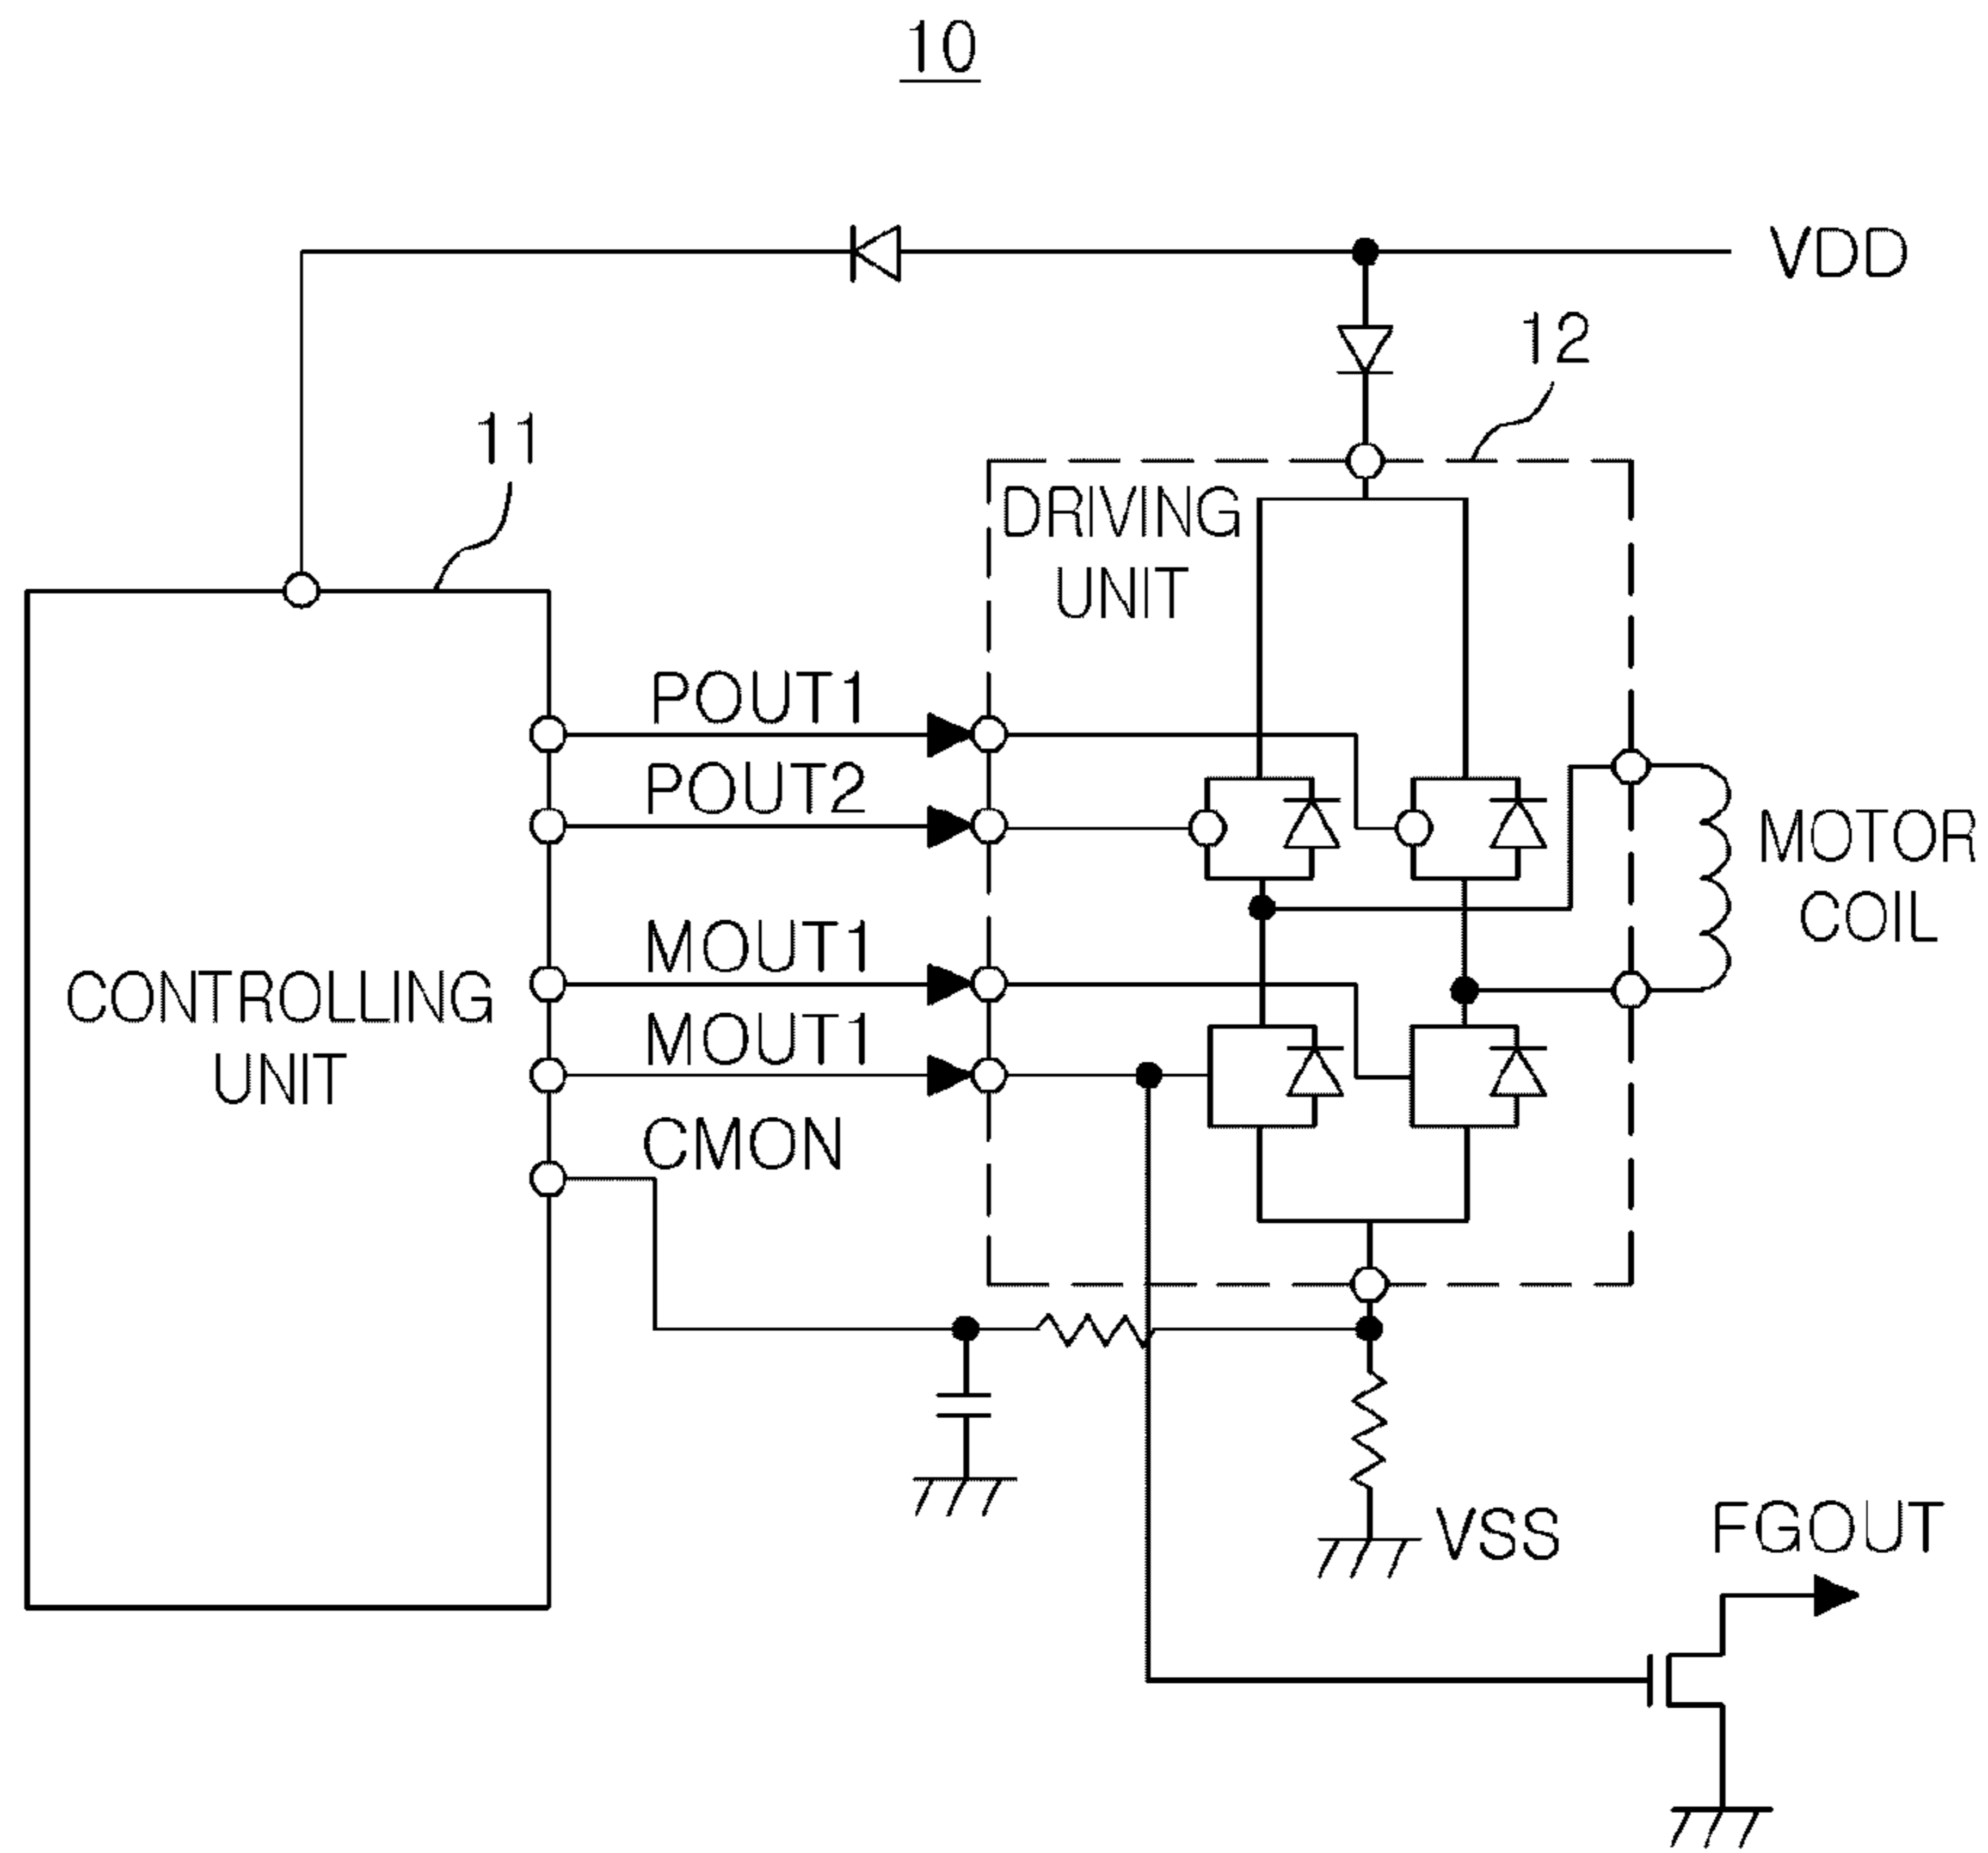 10
VDD
12
11
DRIVING
UNIT
POUT1
POUT2
MOTOR
COIL
MOUT1
CONTROLLING
UNIT
MOUT1
CMON
VSS
FGOUT